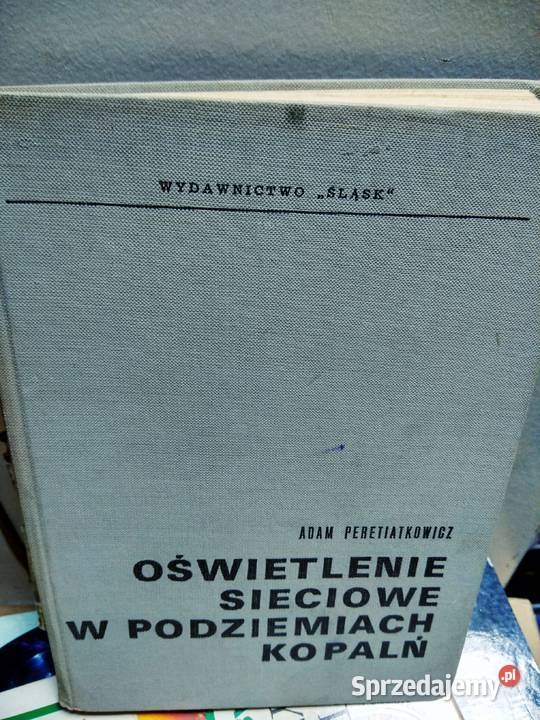 WYDAWNICTWO „ŚLĄSK“
ADAM PERETIATKOWICZ
OŚWIETLENIE
SIECIOWE
W PODZIEMIACH
KOPALŃ
Sprzedajemy.pl